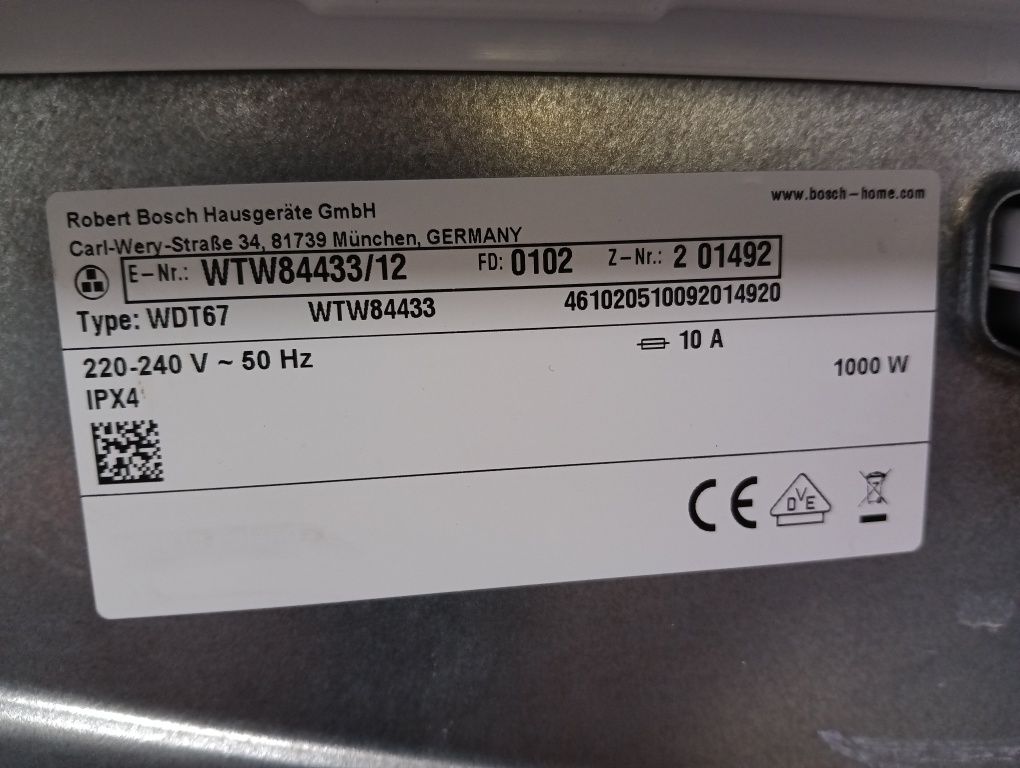 www.bosch-home.com
Robert Bosch Hausgeräte GmbH
Carl-Wery-Straße 34, 81739 München, GERMANY
E-Nr.: WTW84433/12 FD: 0102 Z-Nr.: 2 01492
Type: WDT67 WTW84433 461020510092014920
220-240 V ~ 50 Hz 10 A 1000 W
IPX4
CE DVE